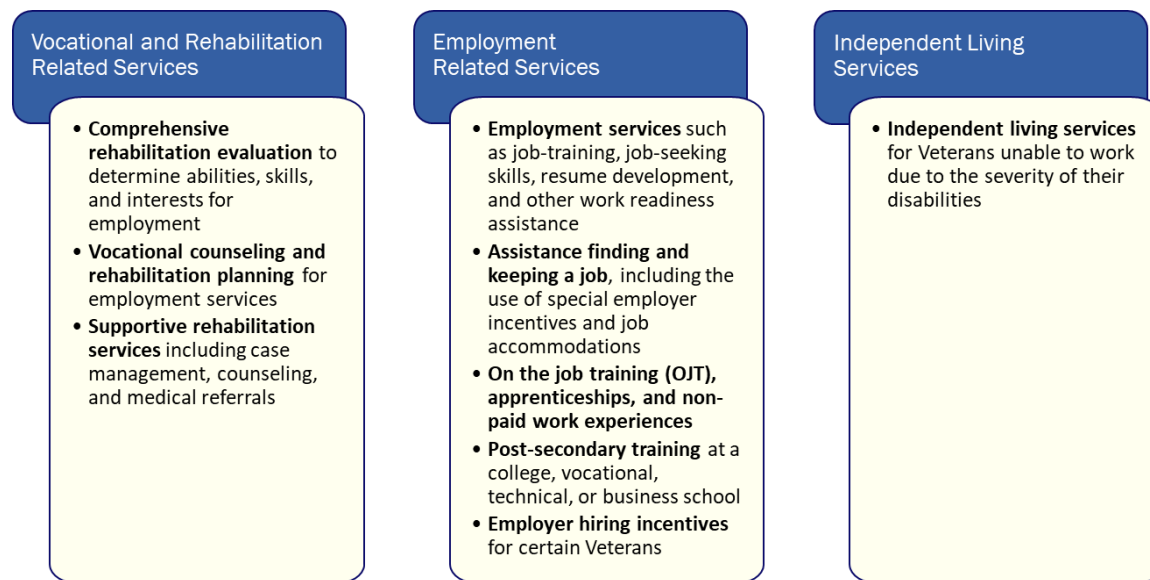 Vocational and Rehabilitation
Related Services
• Comprehensive
rehabilitation evaluation to
determine abilities, skills,
and interests for
employment
• Vocational counseling and
rehabilitation planning for
employment services
• Supportive rehabilitation
services including case
management, counseling,
and medical referrals
Employment
Related Services
• Employment services such
as job-training, job-seeking
skills, resume development,
and other work readiness
assistance
• Assistance finding and
keeping a job, including the
use of special employer
incentives and job
accommodations
• On the job training (OJT),
apprenticeships, and non-
paid work experiences
• Post-secondary training at a
college, vocational,
technical, or business school
• Employer hiring incentives
for certain Veterans
Independent Living
Services
• Independent living services
for Veterans unable to work
due to the severity of their
disabilities